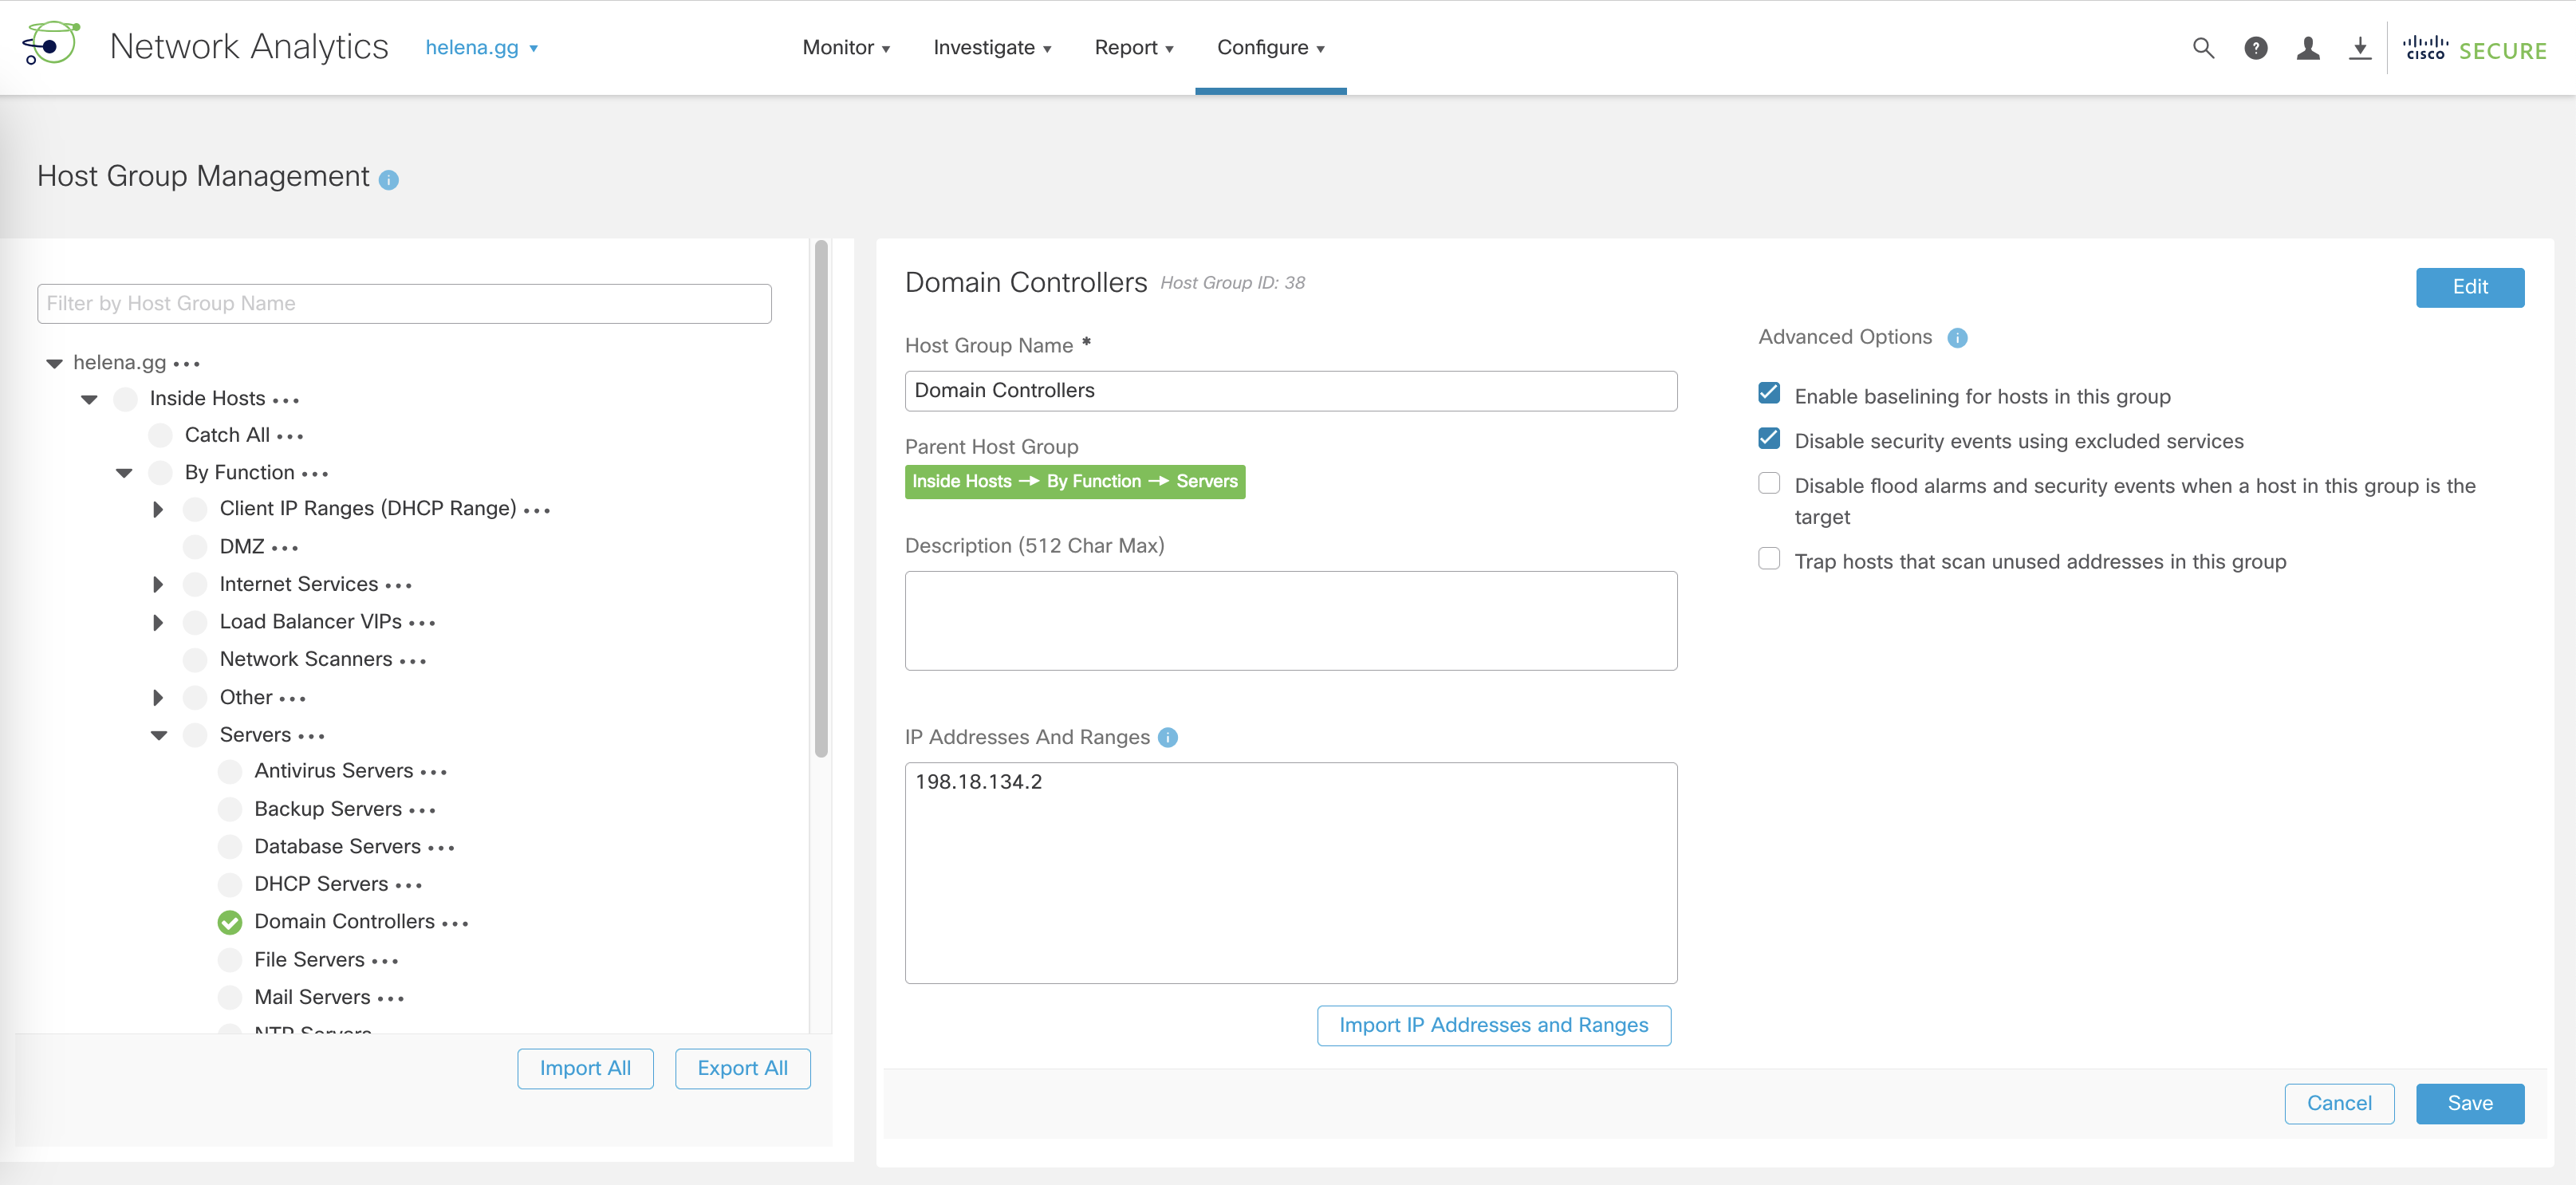 Network Analytics
helena.gg
Monitor
Investigate
Report
Configure
?
cisco SECURE
Host Group Management i
Filter by Host Group Name
helena.gg •••
Inside Hosts •••
Catch All •••
By Function •••
Client IP Ranges (DHCP Range) •••
DMZ •••
Internet Services •••
Load Balancer VIPs •••
Network Scanners •••
Other •••
Servers •••
Antivirus Servers •••
Backup Servers •••
Database Servers •••
DHCP Servers •••
Domain Controllers •••
File Servers •••
Mail Servers •••
NTP Servers
Import All
Export All
Domain Controllers Host Group ID: 38
Edit
Host Group Name *
Domain Controllers
Parent Host Group
Inside Hosts → By Function → Servers
Description (512 Char Max)
IP Addresses And Ranges i
198.18.134.2
Import IP Addresses and Ranges
Advanced Options i
Enable baselining for hosts in this group
Disable security events using excluded services
Disable flood alarms and security events when a host in this group is the
target
Trap hosts that scan unused addresses in this group
Cancel
Save